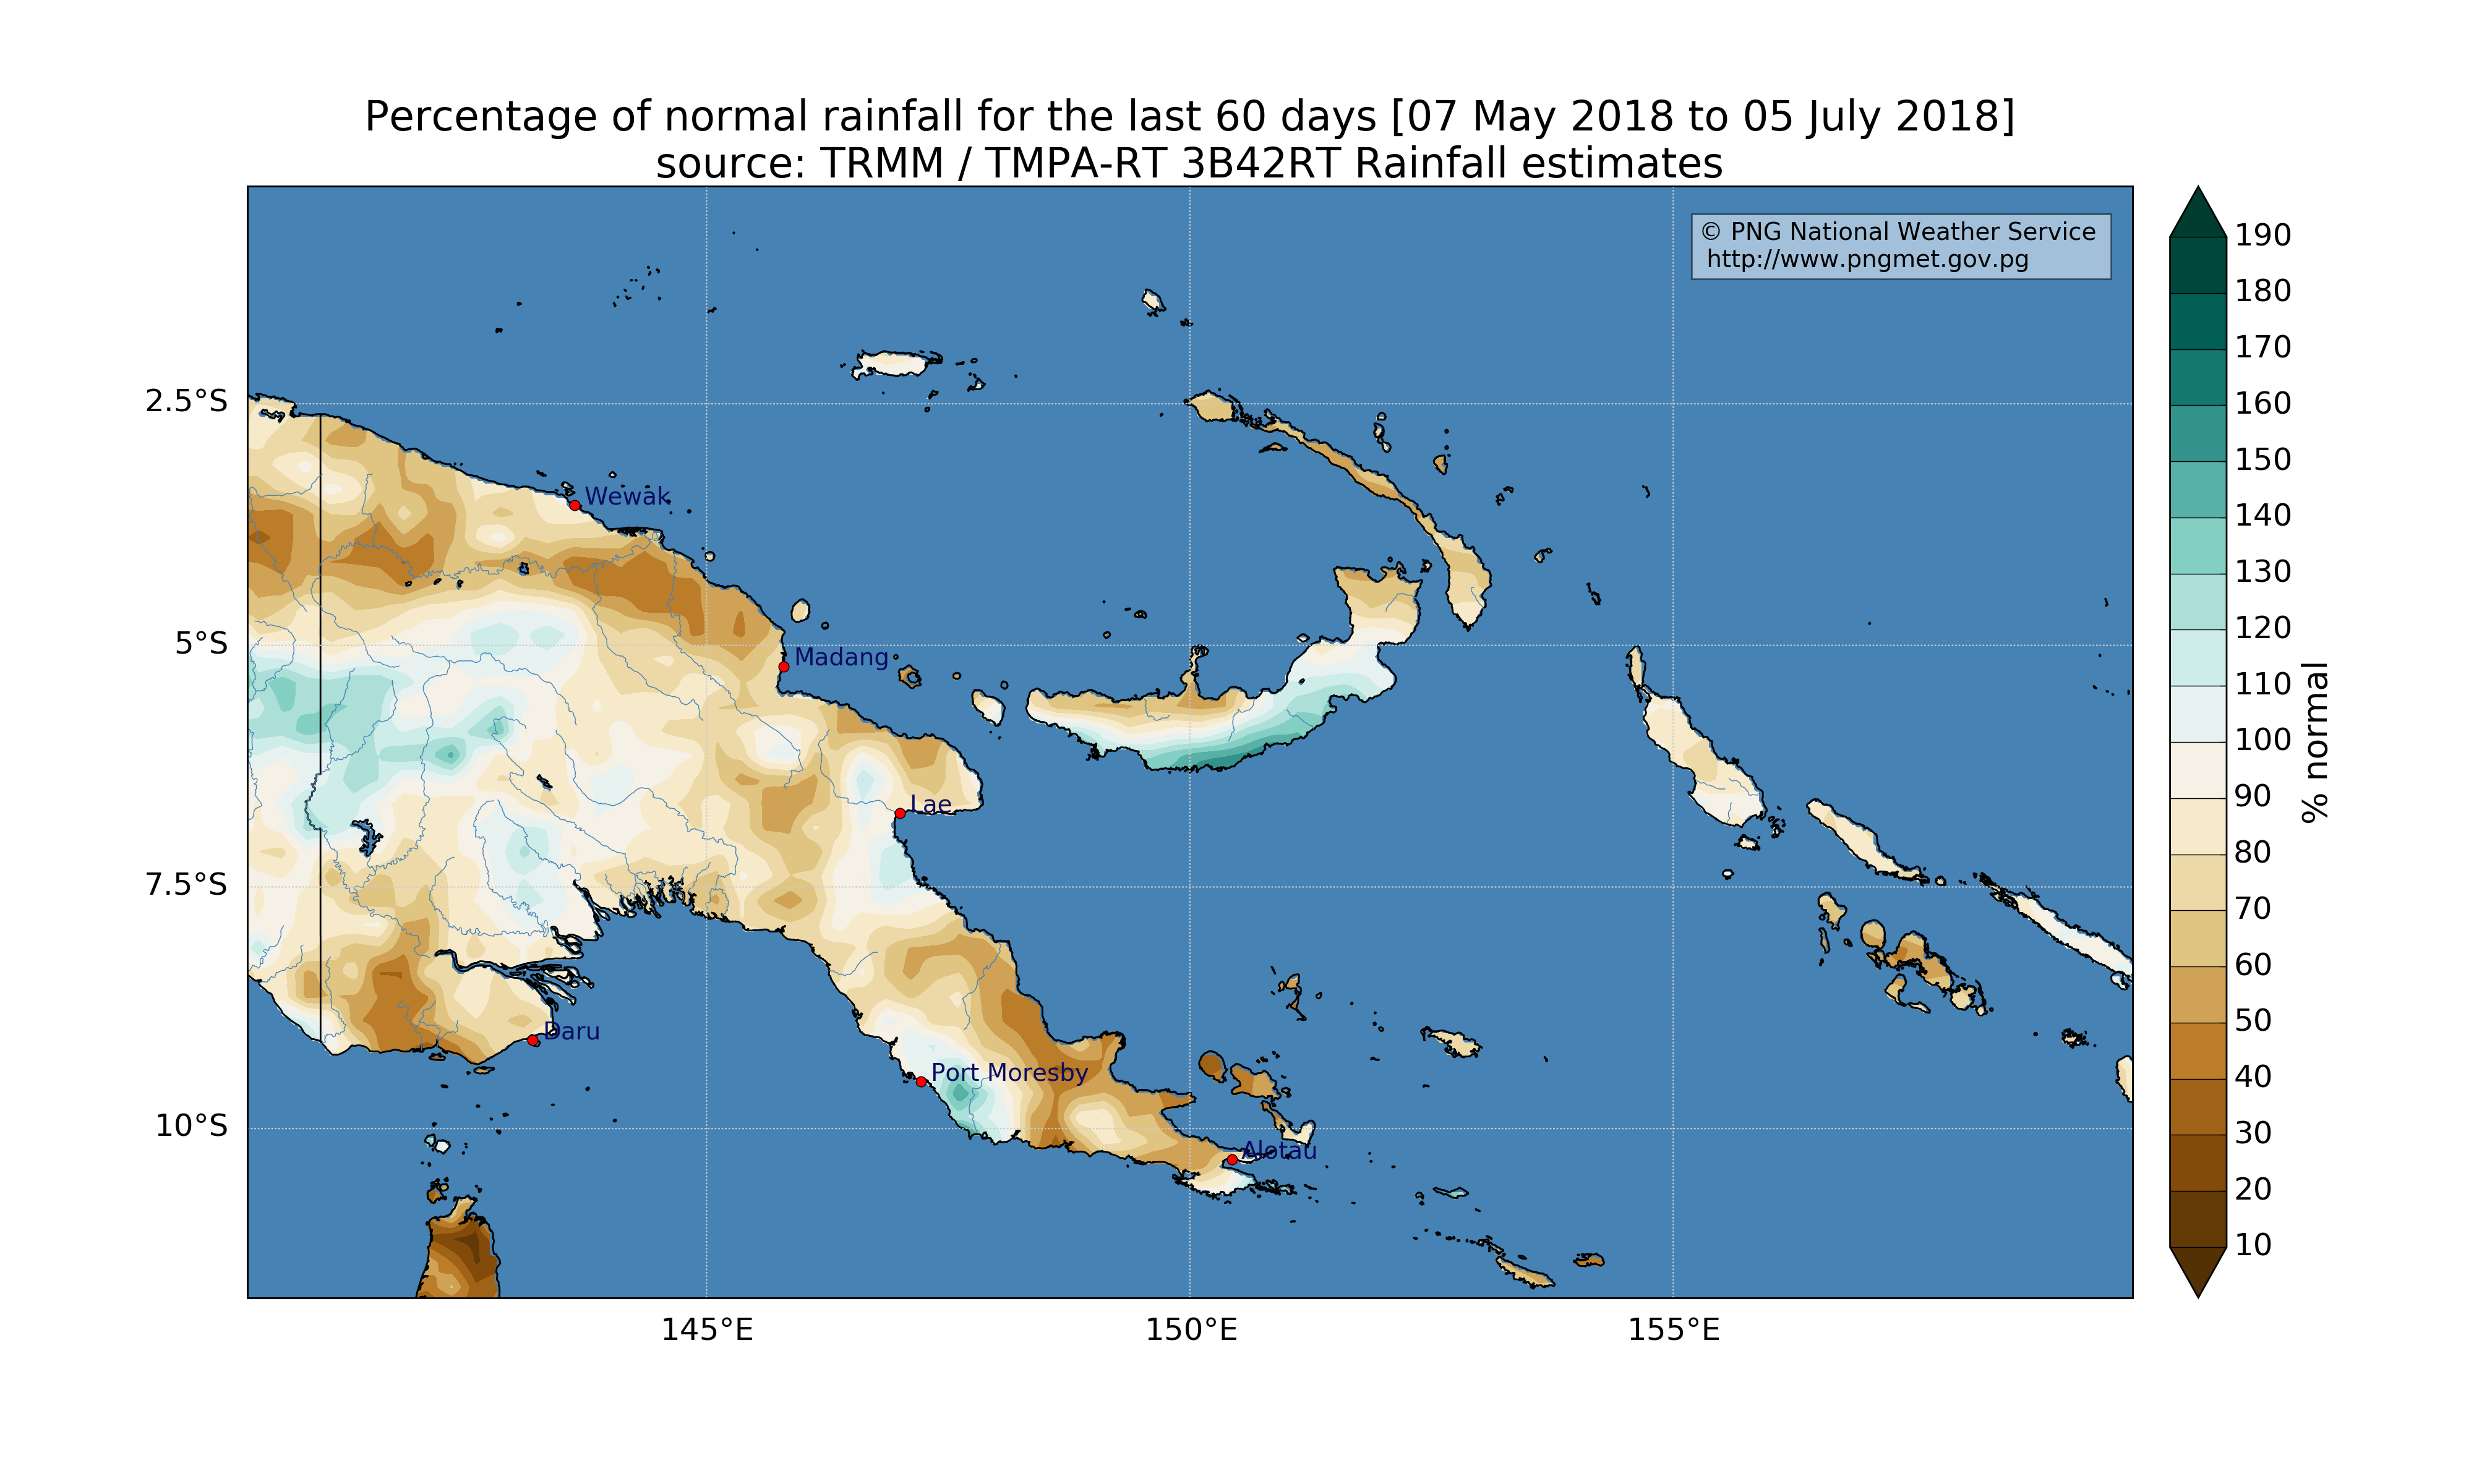 Percentage of normal rainfall for the last 60 days [07 May 2018 to 05 July 2018]
source: TRMM / TMPA-RT 3B42RT Rainfall estimates
© PNG National Weather Service
http://www.pngmet.gov.pg
190
180
170
160
150
140
130
120
110
100
90
80
70
60
50
40
30
20
10
% normal
2.5°S
5°S
7.5°S
10°S
Wewak
Madang
Lae
Daru
Port Moresby
Alotau
145°E
150°E
155°E